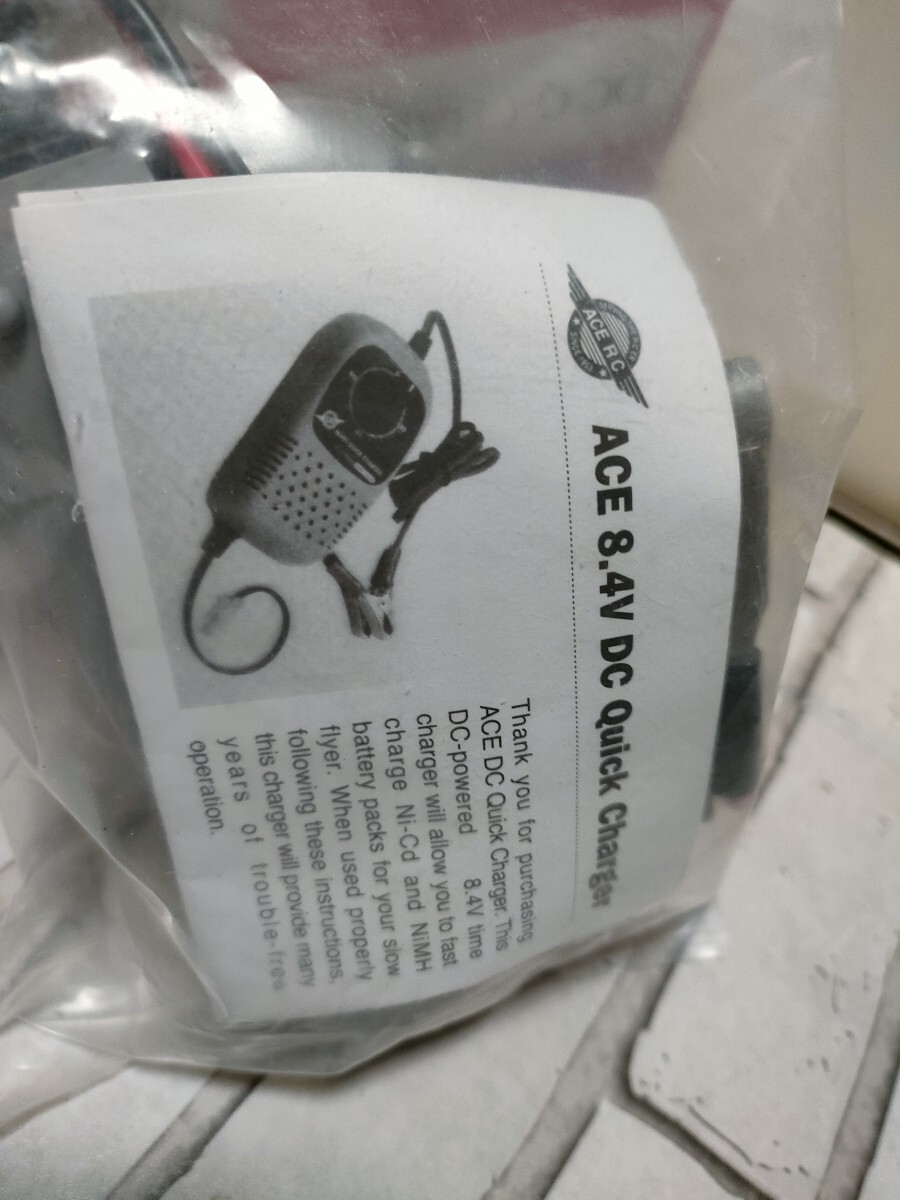 ACE RC
ACE 8.4V DC Quick Charger
Thank you for purchasing
ACE DC Quick Charger. This
DC-powered 8.4V time
charger will allow you to fast
charge Ni-Cd and NiMH
battery packs for your slow
flyer. When used properly
following these instructions,
this charger will provide many
years of trouble-free
operation.